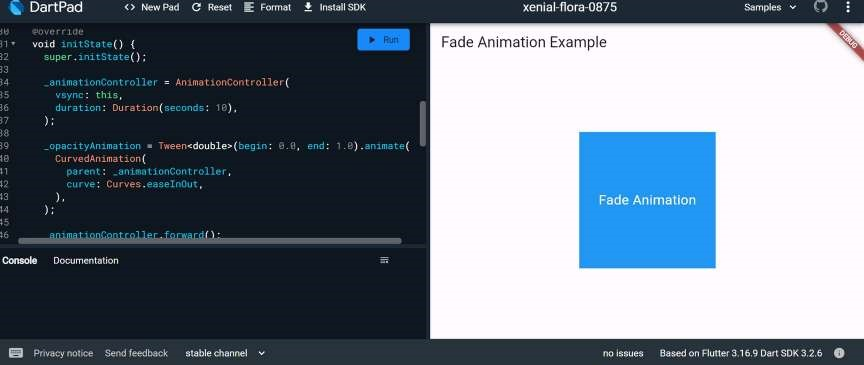 DartPad
<> New Pad
Reset
Format
Install SDK
xenial-flora-0875
Samples
30 @override
31 void initState() {
32 super.initState();
33
34 _animationController = AnimationController(
35 vsync: this,
36 duration: Duration(seconds: 10),
37 );
38
39 _opacityAnimation = Tween<double>(begin: 0.0, end: 1.0).animate(
40 CurvedAnimation(
41 parent: _animationController,
42 curve: Curves.easeInOut,
43 ),
44 );
45
46 _animationController.forward();
Run
Fade Animation Example
DEBUG
Fade Animation
Console
Documentation
Privacy notice
Send feedback
stable channel
no issues
Based on Flutter 3.16.9 Dart SDK 3.2.6